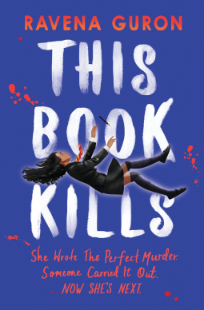 RAVENA GURON
THIS
BOOK
KILLS
She Wrote The Perfect Murder.
Someone Carried It Out.
NOW SHE'S NEXT.